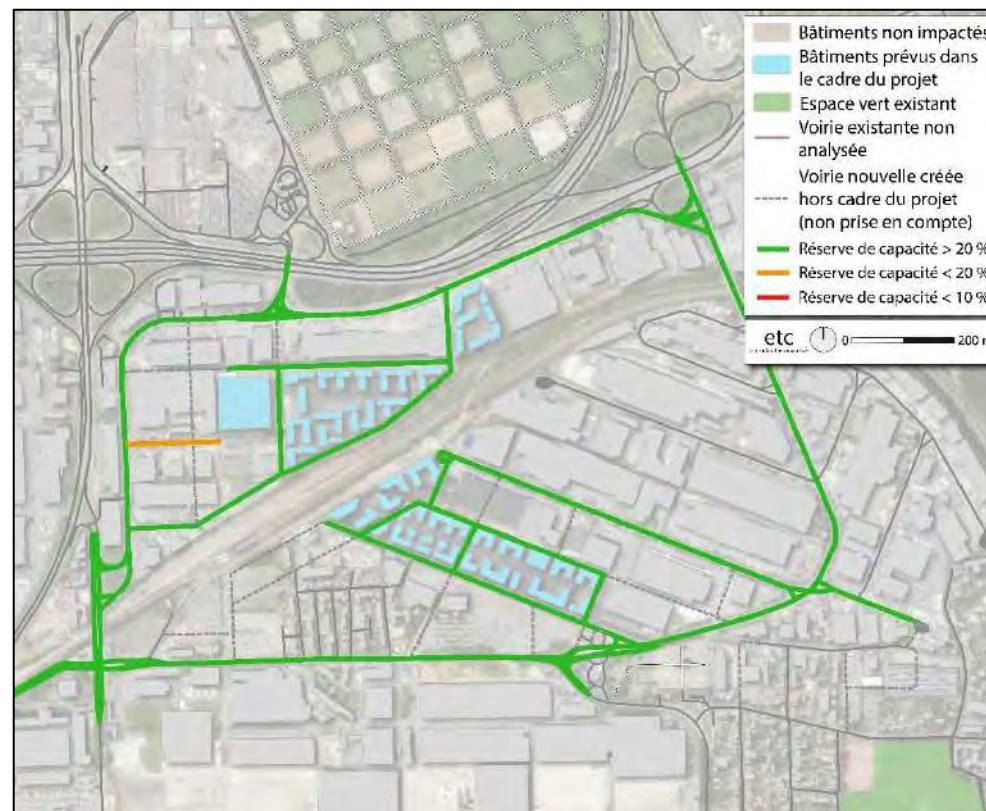 Bâtiments non impactés
Bâtiments prévus dans
le cadre du projet
Espace vert existant
Voirie existante non
analysée
Voirie nouvelle créée
hors cadre du projet
(non prise en compte)
Réserve de capacité > 20 %
Réserve de capacité < 20 %
Réserve de capacité < 10 %
etc
0 200 m